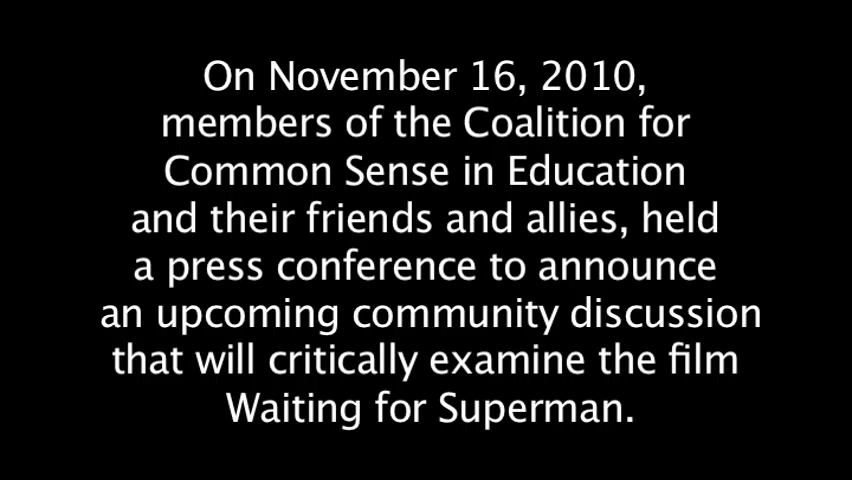 On November 16, 2010,
members of the Coalition for
Common Sense in Education
and their friends and allies, held
a press conference to announce
an upcoming community discussion
that will critically examine the film
Waiting for Superman.